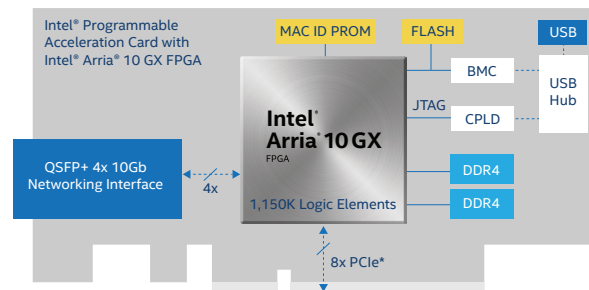 Intel® Programmable
Acceleration Card with
Intel® Arria® 10 GX FPGA
MAC ID PROM
FLASH
USB
BMC
USB
Hub
JTAG
CPLD
Intel®
Arria® 10 GX
FPGA
1,150K Logic Elements
QSFP+ 4x 10Gb
Networking Interface
4x
DDR4
DDR4
8x PCIe*